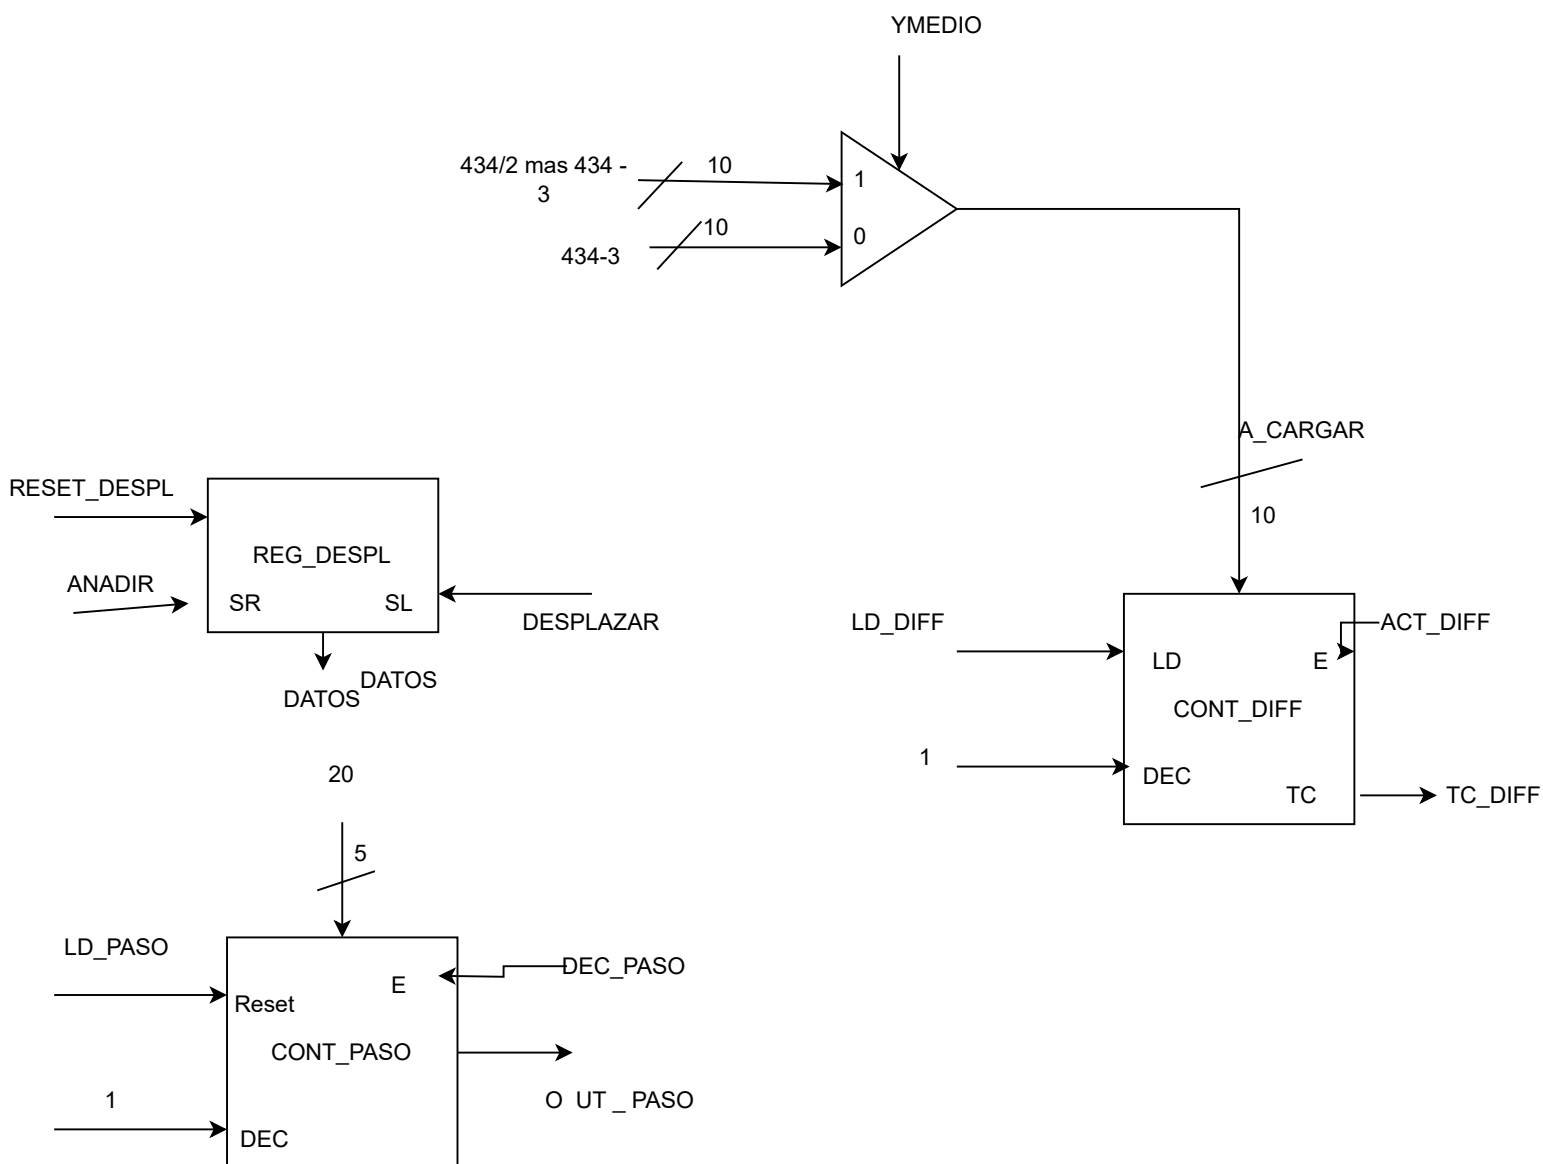 YMEDIO
434/2 mas 434 -
3
10
1
10
0
434-3
A_CARGAR
10
RESET_DESPL
REG_DESPL
ANADIR
SR
SL
DESPLAZAR
DATOS
DATOS
LD_DIFF
ACT_DIFF
LD
E
CONT_DIFF
1
DEC
TC
TC_DIFF
20
5
LD_PASO
E
DEC_PASO
Reset
CONT_PASO
1
O UT _ PASO
DEC